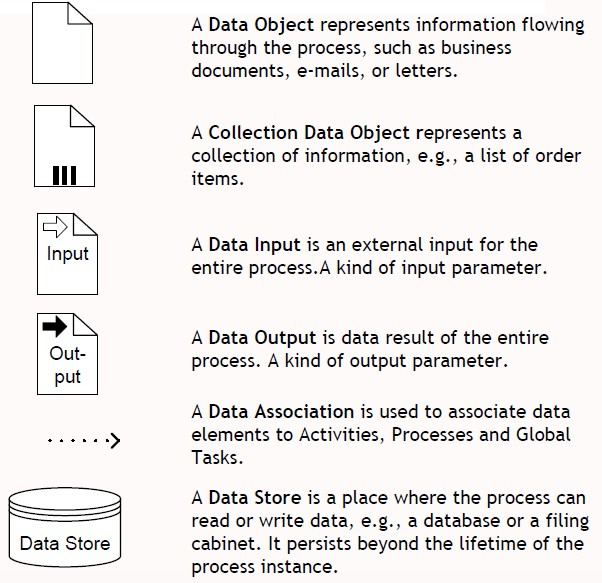 A Data Object represents information flowing
through the process, such as business
documents, e-mails, or letters.
A Collection Data Object represents a
collection of information, e.g., a list of order
items.
Input
A Data Input is an external input for the
entire process.A kind of input parameter.
Out-
put
A Data Output is data result of the entire
process. A kind of output parameter.
A Data Association is used to associate data
elements to Activities, Processes and Global
Tasks.
Data Store
A Data Store is a place where the process can
read or write data, e.g., a database or a filing
cabinet. It persists beyond the lifetime of the
process instance.